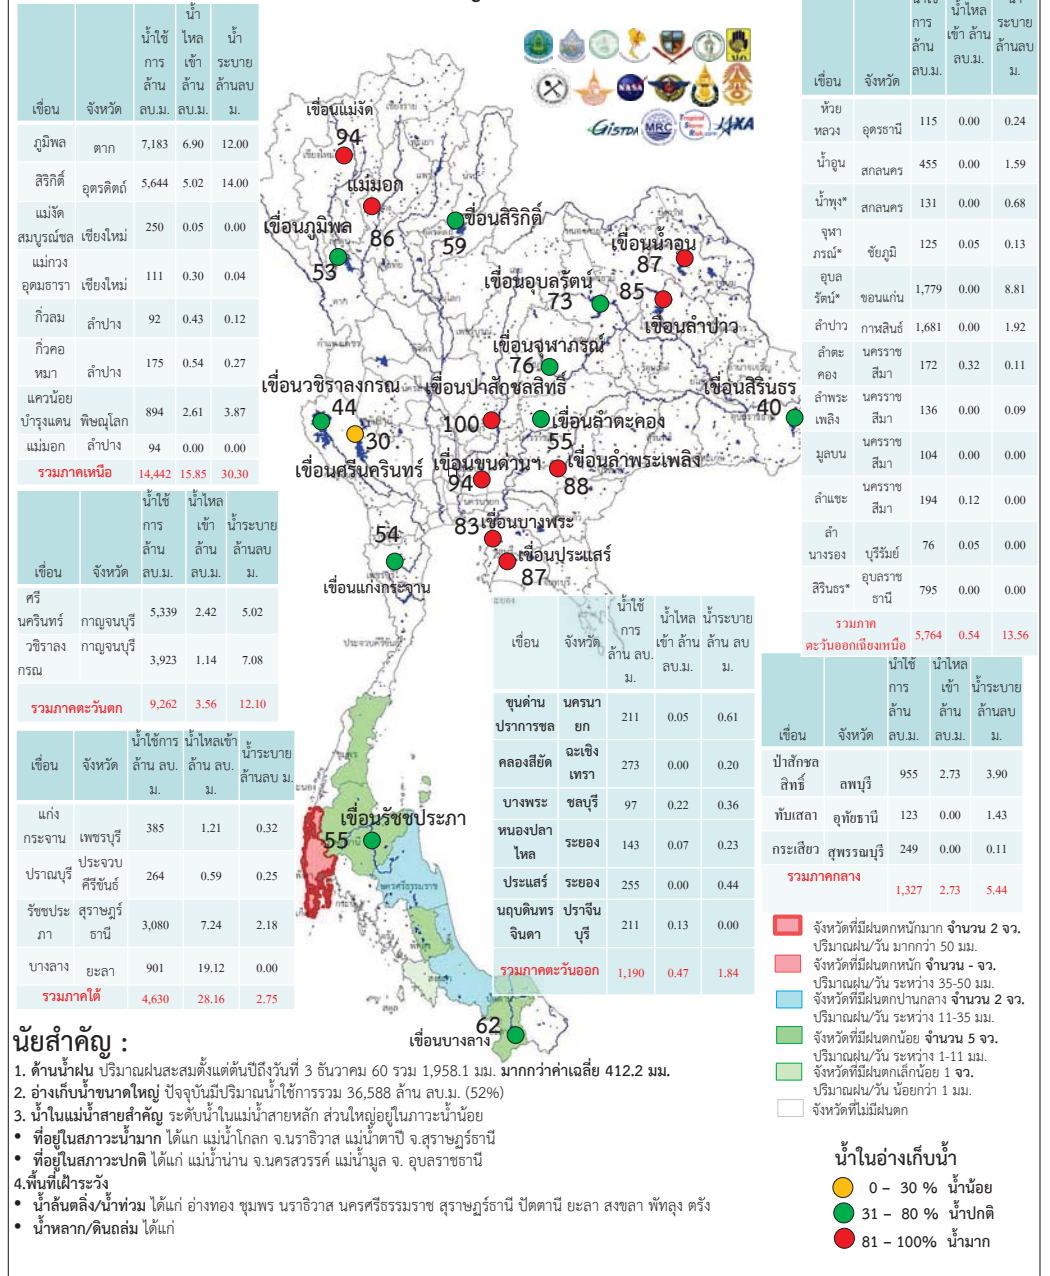 เขื่อน จังหวัด น้ำใช้การ ล้าน ลบ.ม. น้ำไหลเข้า ล้าน ลบ.ม. น้ำระบาย ล้านลบ ม.
ภูมิพล ตาก 7,183 6.90 12.00
สิริกิติ์ อุตรดิตถ์ 5,644 5.02 14.00
แม่งัดสมบูรณ์ชล เชียงใหม่ 250 0.05 0.00
แม่กวงอุดมธารา เชียงใหม่ 111 0.30 0.04
กิ่วลม ลำปาง 92 0.43 0.12
กิ่วคอหมา ลำปาง 175 0.54 0.27
แควน้อยบำรุงแดน พิษณุโลก 894 2.61 3.87
แม่มอก ลำปาง 94 0.00 0.00
รวมภาคเหนือ 14,442 15.85 30.30
เขื่อน จังหวัด น้ำใช้การ ล้าน ลบ.ม. น้ำไหลเข้า ล้าน ลบ.ม. น้ำระบาย ล้านลบ ม.
ศรีนครินทร์ กาญจนบุรี 5,339 2.42 5.02
วชิราลงกรณ กาญจนบุรี 3,923 1.14 7.08
รวมภาคตะวันตก 9,262 3.56 12.10
เขื่อน จังหวัด น้ำใช้การ ล้าน ลบ.ม. น้ำไหลเข้า ล้าน ลบ.ม. น้ำระบาย ล้านลบ ม.
แก่งกระจาน เพชรบุรี 385 1.21 0.32
ปราณบุรี ประจวบคีรีขันธ์ 264 0.59 0.25
รัชชประภา สุราษฎร์ธานี 3,080 7.24 2.18
บางลาง ยะลา 901 19.12 0.00
รวมภาคใต้ 4,630 28.16 2.75
GISTDA MRC Tropical Storm Risk.com JAXA
NASA
เขื่อนแม่งัด
94
แม่มอก
86
เขื่อนภูมิพล
53
เขื่อนสิริกิติ์
59
เขื่อนน้ำอูน
87
เขื่อนอุบลรัตน์
73
85
เขื่อนลำปาว
เขื่อนจุฬาภรณ์
76
เขื่อนวชิราลงกรณ
44
30
เขื่อนศรีนครินทร์
เขื่อนป่าสักชลสิทธิ์
100
เขื่อนลำตะคอง
55
เขื่อนสิรินธร
40
เขื่อนขุนด่านฯ
94
เขื่อนลำพระเพลิง
88
83
เขื่อนบางพระ
เขื่อนประแสร์
87
54
เขื่อนแก่งกระจาน
เขื่อนรัชชประภา
55
62
เขื่อนบางลาง
เขื่อน จังหวัด น้ำใช้การ ล้าน ลบ.ม. น้ำไหลเข้า ล้าน ลบ.ม. น้ำระบาย ล้าน ลบ ม.
ขุนด่านปราการชล นครนายก 211 0.05 0.61
คลองสียัด ฉะเชิงเทรา 273 0.00 0.20
บางพระ ชลบุรี 97 0.22 0.36
หนองปลาไหล ระยอง 143 0.07 0.23
ประแสร์ ระยอง 255 0.00 0.44
นฤบดินทรจินดา ปราจีนบุรี 211 0.13 0.00
รวมภาคตะวันออก 1,190 0.47 1.84
เขื่อน จังหวัด น้ำใช้การ ล้าน ลบ.ม. น้ำไหลเข้า ล้าน ลบ.ม. น้ำระบาย ล้านลบ ม.
ห้วยหลวง อุดรธานี 115 0.00 0.24
น้ำอูน สกลนคร 455 0.00 1.59
น้ำพุง* สกลนคร 131 0.00 0.68
จุฬาภรณ์* ชัยภูมิ 125 0.05 0.13
อุบลรัตน์* ขอนแก่น 1,779 0.00 8.81
ลำปาว กาฬสินธ์ 1,681 0.00 1.92
ลำตะคอง นครราชสีมา 172 0.32 0.11
ลำพระเพลิง นครราชสีมา 136 0.00 0.09
มูลบน นครราชสีมา 104 0.00 0.00
ลำแชะ นครราชสีมา 194 0.12 0.00
ลำนางรอง บุรีรัมย์ 76 0.05 0.00
สิรินธร* อุบลราชธานี 795 0.00 0.00
รวมภาคตะวันออกเฉียงเหนือ 5,764 0.54 13.56
เขื่อน จังหวัด น้ำใช้การ ล้าน ลบ.ม. น้ำไหลเข้า ล้าน ลบ.ม. น้ำระบาย ล้านลบ ม.
ป่าสักชลสิทธิ์ ลพบุรี 955 2.73 3.90
ทับเสลา อุทัยธานี 123 0.00 1.43
กระเสียว สุพรรณบุรี 249 0.00 0.11
รวมภาคกลาง 1,327 2.73 5.44
จังหวัดที่มีฝนตกหนักมาก จำนวน 2 จว.
ปริมาณฝน/วัน มากกว่า 50 มม.
จังหวัดที่มีฝนตกหนัก จำนวน - จว.
ปริมาณฝน/วัน ระหว่าง 35-50 มม.
จังหวัดที่มีฝนตกปานกลาง จำนวน 2 จว.
ปริมาณฝน/วัน ระหว่าง 11-35 มม.
จังหวัดที่มีฝนตกน้อย จำนวน 5 จว.
ปริมาณฝน/วัน ระหว่าง 1-11 มม.
จังหวัดที่มีฝนตกเล็กน้อย 1 จว.
ปริมาณฝน/วัน น้อยกว่า 1 มม.
จังหวัดที่ไม่มีฝนตก
น้ำในอ่างเก็บน้ำ
0 – 30 % น้ำน้อย
31 – 80 % น้ำปกติ
81 – 100% น้ำมาก
นัยสำคัญ :
1. ด้านน้ำฝน ปริมาณฝนสะสมตั้งแต่ต้นปีถึงวันที่ 3 ธันวาคม 60 รวม 1,958.1 มม. มากกว่าค่าเฉลี่ย 412.2 มม.
2. อ่างเก็บน้ำขนาดใหญ่ ปัจจุบันมีปริมาณน้ำใช้การรวม 36,588 ล้าน ลบ.ม. (52%)
3. น้ำในแม่น้ำสายสำคัญ ระดับน้ำในแม่น้ำสายหลัก ส่วนใหญ่อยู่ในภาวะน้ำน้อย
• ที่อยู่ในสภาวะน้ำมาก ได้แก่ แม่น้ำโกลก จ.นราธิวาส แม่น้ำตาปี จ.สุราษฎร์ธานี
• ที่อยู่ในสภาวะปกติ ได้แก่ แม่น้ำน่าน จ.นครสวรรค์ แม่น้ำมูล จ. อุบลราชธานี
4.พื้นที่เฝ้าระวัง
• น้ำล้นตลิ่ง/น้ำท่วม ได้แก่ อ่างทอง ชุมพร นราธิวาส นครศรีธรรมราช สุราษฎร์ธานี ปัตตานี ยะลา สงขลา พัทลุง ตรัง
• น้ำหลาก/ดินถล่ม ได้แก่